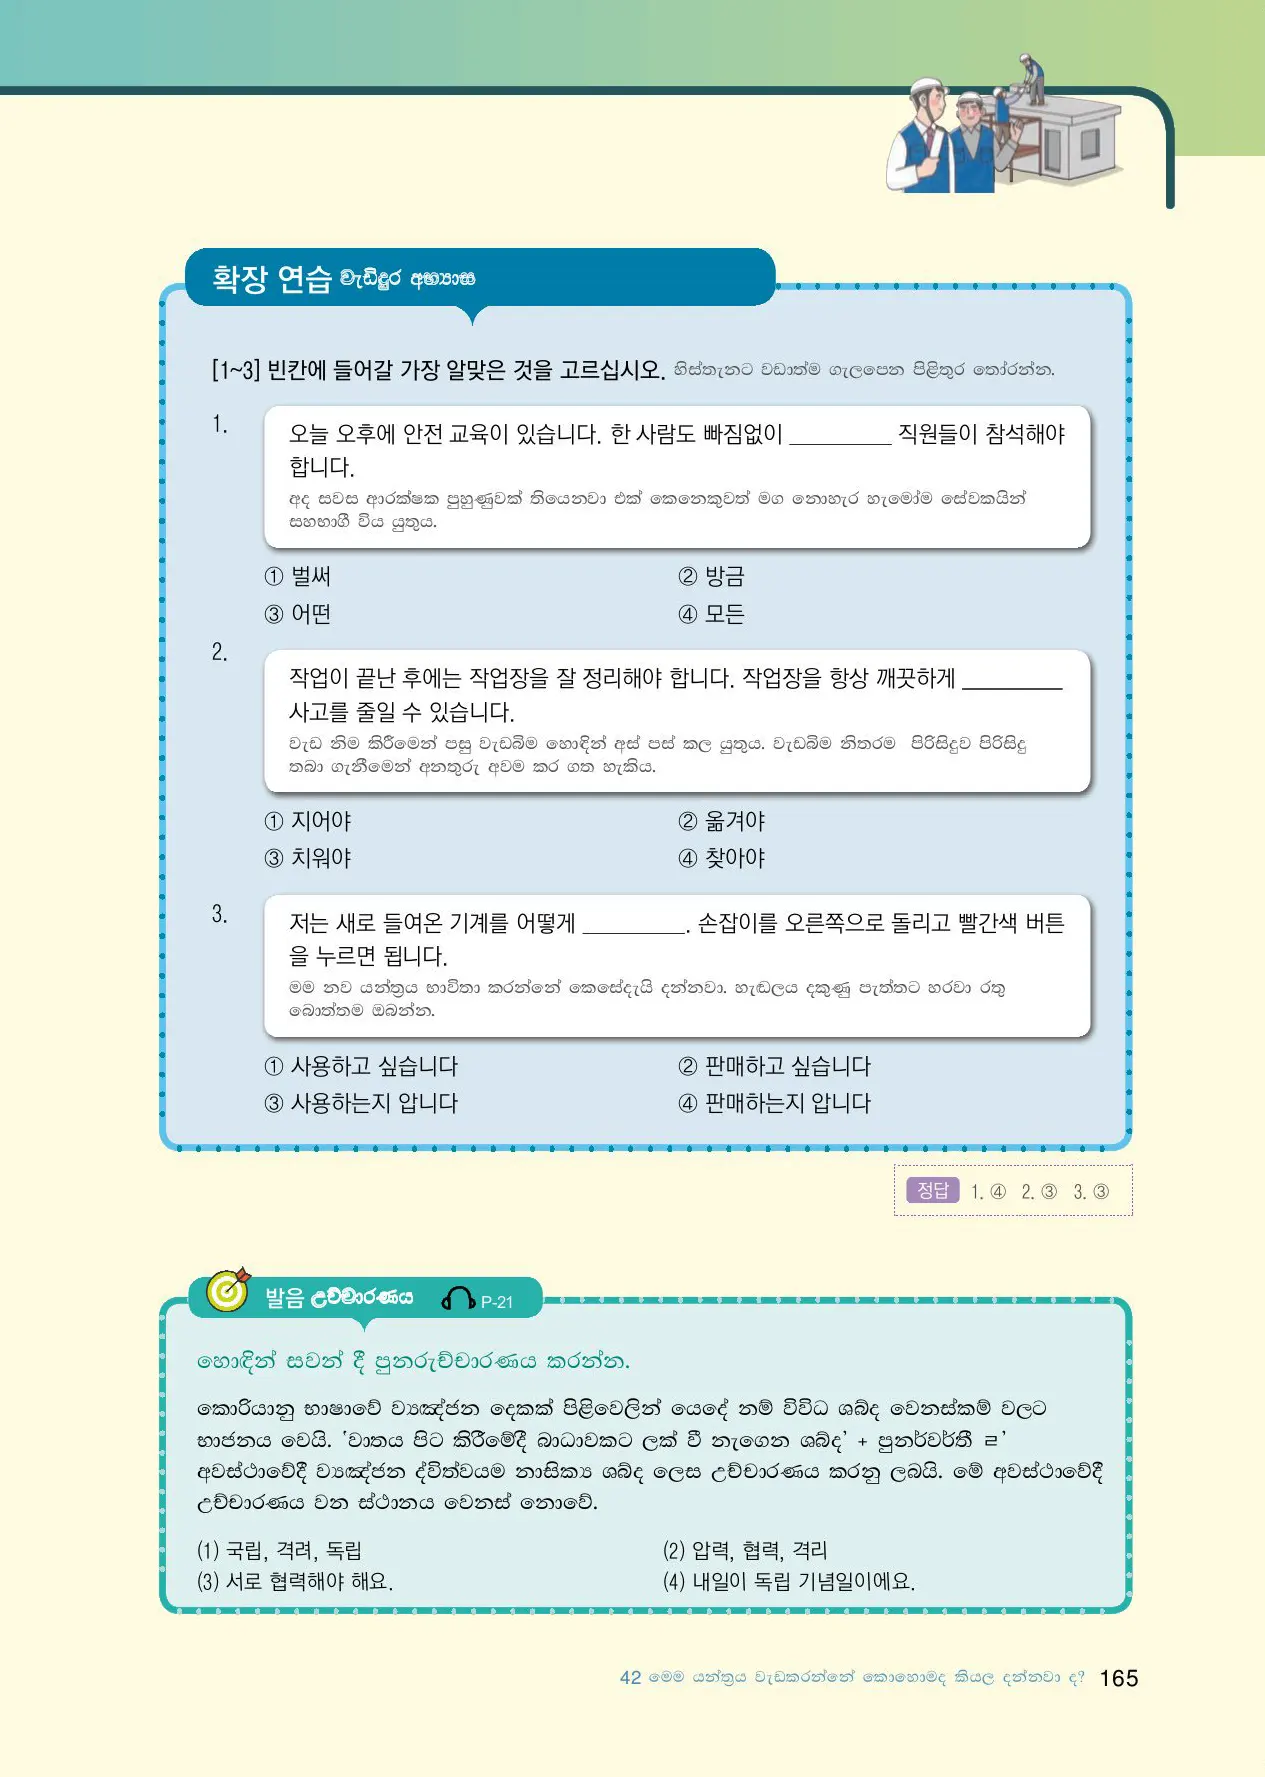 확장 연습 වැඩිදුර අභ්‍යාස
[1~3] 빈칸에 들어갈 가장 알맞은 것을 고르십시오. හිස්තැනට වඩාත්ම ගැලපෙන පිළිතුර තෝරන්න.
1.
오늘 오후에 안전 교육이 있습니다. 한 사람도 빠짐없이 _________ 직원들이 참석해야
합니다.
අද සවස ආරක්ෂක පුහුණුවක් තියෙනවා එක් කෙනෙකුවත් මග නොහැර හැමෝම සේවකයින්
සහභාගී විය යුතුය.
① 벌써 ② 방금
③ 어떤 ④ 모든
2.
작업이 끝난 후에는 작업장을 잘 정리해야 합니다. 작업장을 항상 깨끗하게 _________
사고를 줄일 수 있습니다.
වැඩ නිම කිරීමෙන් පසු වැඩබිම හොඳින් අස් පස් කල යුතුය. වැඩබිම නිතරම පිරිසිදුව පිරිසිදු
තබා ගැනීමෙන් අනතුරු අවම කර ගත හැකිය.
① 지어야 ② 옮겨야
③ 치워야 ④ 찾아야
3.
저는 새로 들여온 기계를 어떻게 _________. 손잡이를 오른쪽으로 돌리고 빨간색 버튼
을 누르면 됩니다.
මම නව යන්ත්‍රය භාවිතා කරන්නේ කෙසේදැයි දන්නවා. හැඬලය දකුණු පැත්තට හරවා රතු
බොත්තම ඔබන්න.
① 사용하고 싶습니다 ② 판매하고 싶습니다
③ 사용하는지 압니다 ④ 판매하는지 압니다
정답 1. ④ 2. ③ 3. ③
발음 උච්චාරණය P-21
හොඳින් සවන් දී පුනරුච්චාරණය කරන්න.
කොරියානු භාෂාවේ ව්‍යඤ්ජන දෙකක් පිළිවෙලින් යෙදේ නම් විවිධ ශබ්ද වෙනස්කම් වලට
භාජනය වෙයි. ‘වාතය පිට කිරීමේදී බාධාවකට ලක් වී නැගෙන ශබ්ද’ + පුනර්වර්තී ㄹ’
අවස්ථාවේදී ව්‍යඤ්ජන ද්විත්වයම නාසික්‍ය ශබ්ද ලෙස උච්චාරණය කරනු ලබයි. මේ අවස්ථාවේදී
උච්චාරණය වන ස්ථානය වෙනස් නොවේ.
(1) 국립, 격려, 독립 (2) 압력, 협력, 격리
(3) 서로 협력해야 해요. (4) 내일이 독립 기념일이에요.
42 මෙම යන්ත්‍රය වැඩකරන්නේ කොහොමද කියල දන්නවා ද? 165